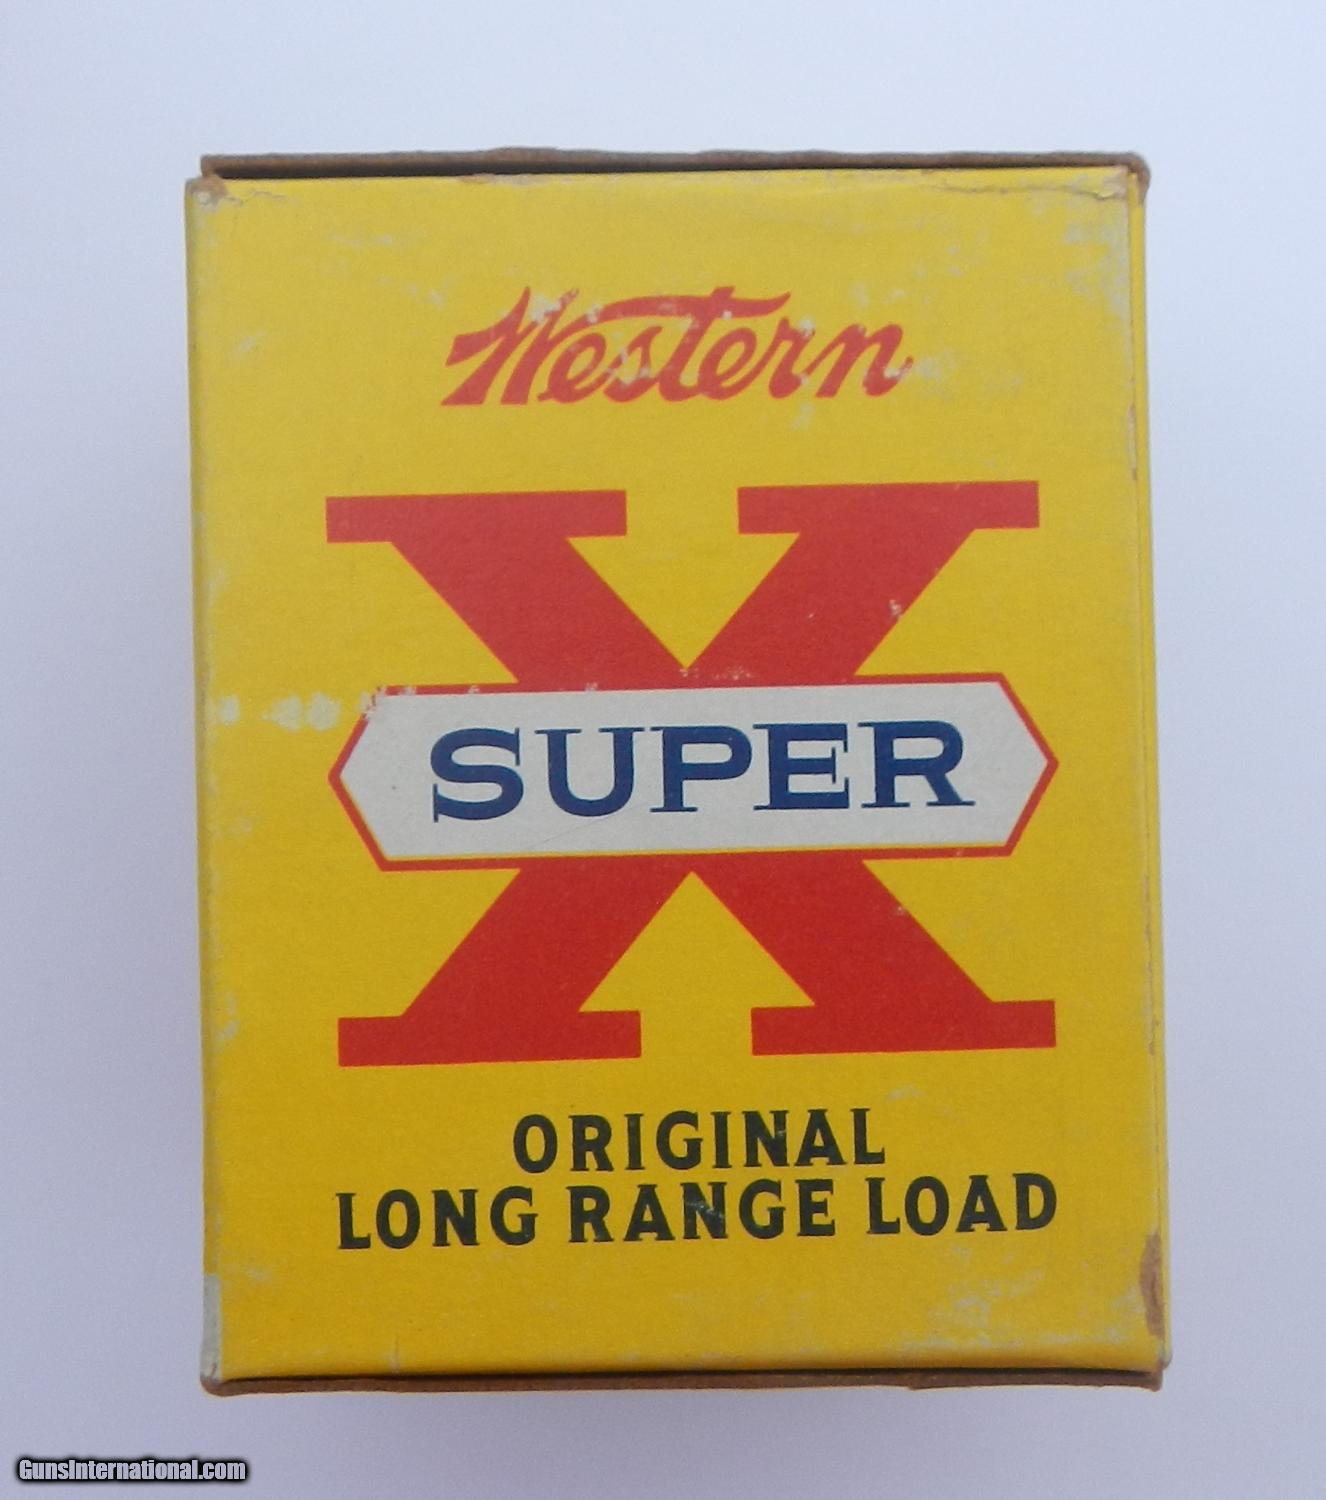 Western
X
SUPER
ORIGINAL
LONG RANGE LOAD
GunsInternational.com